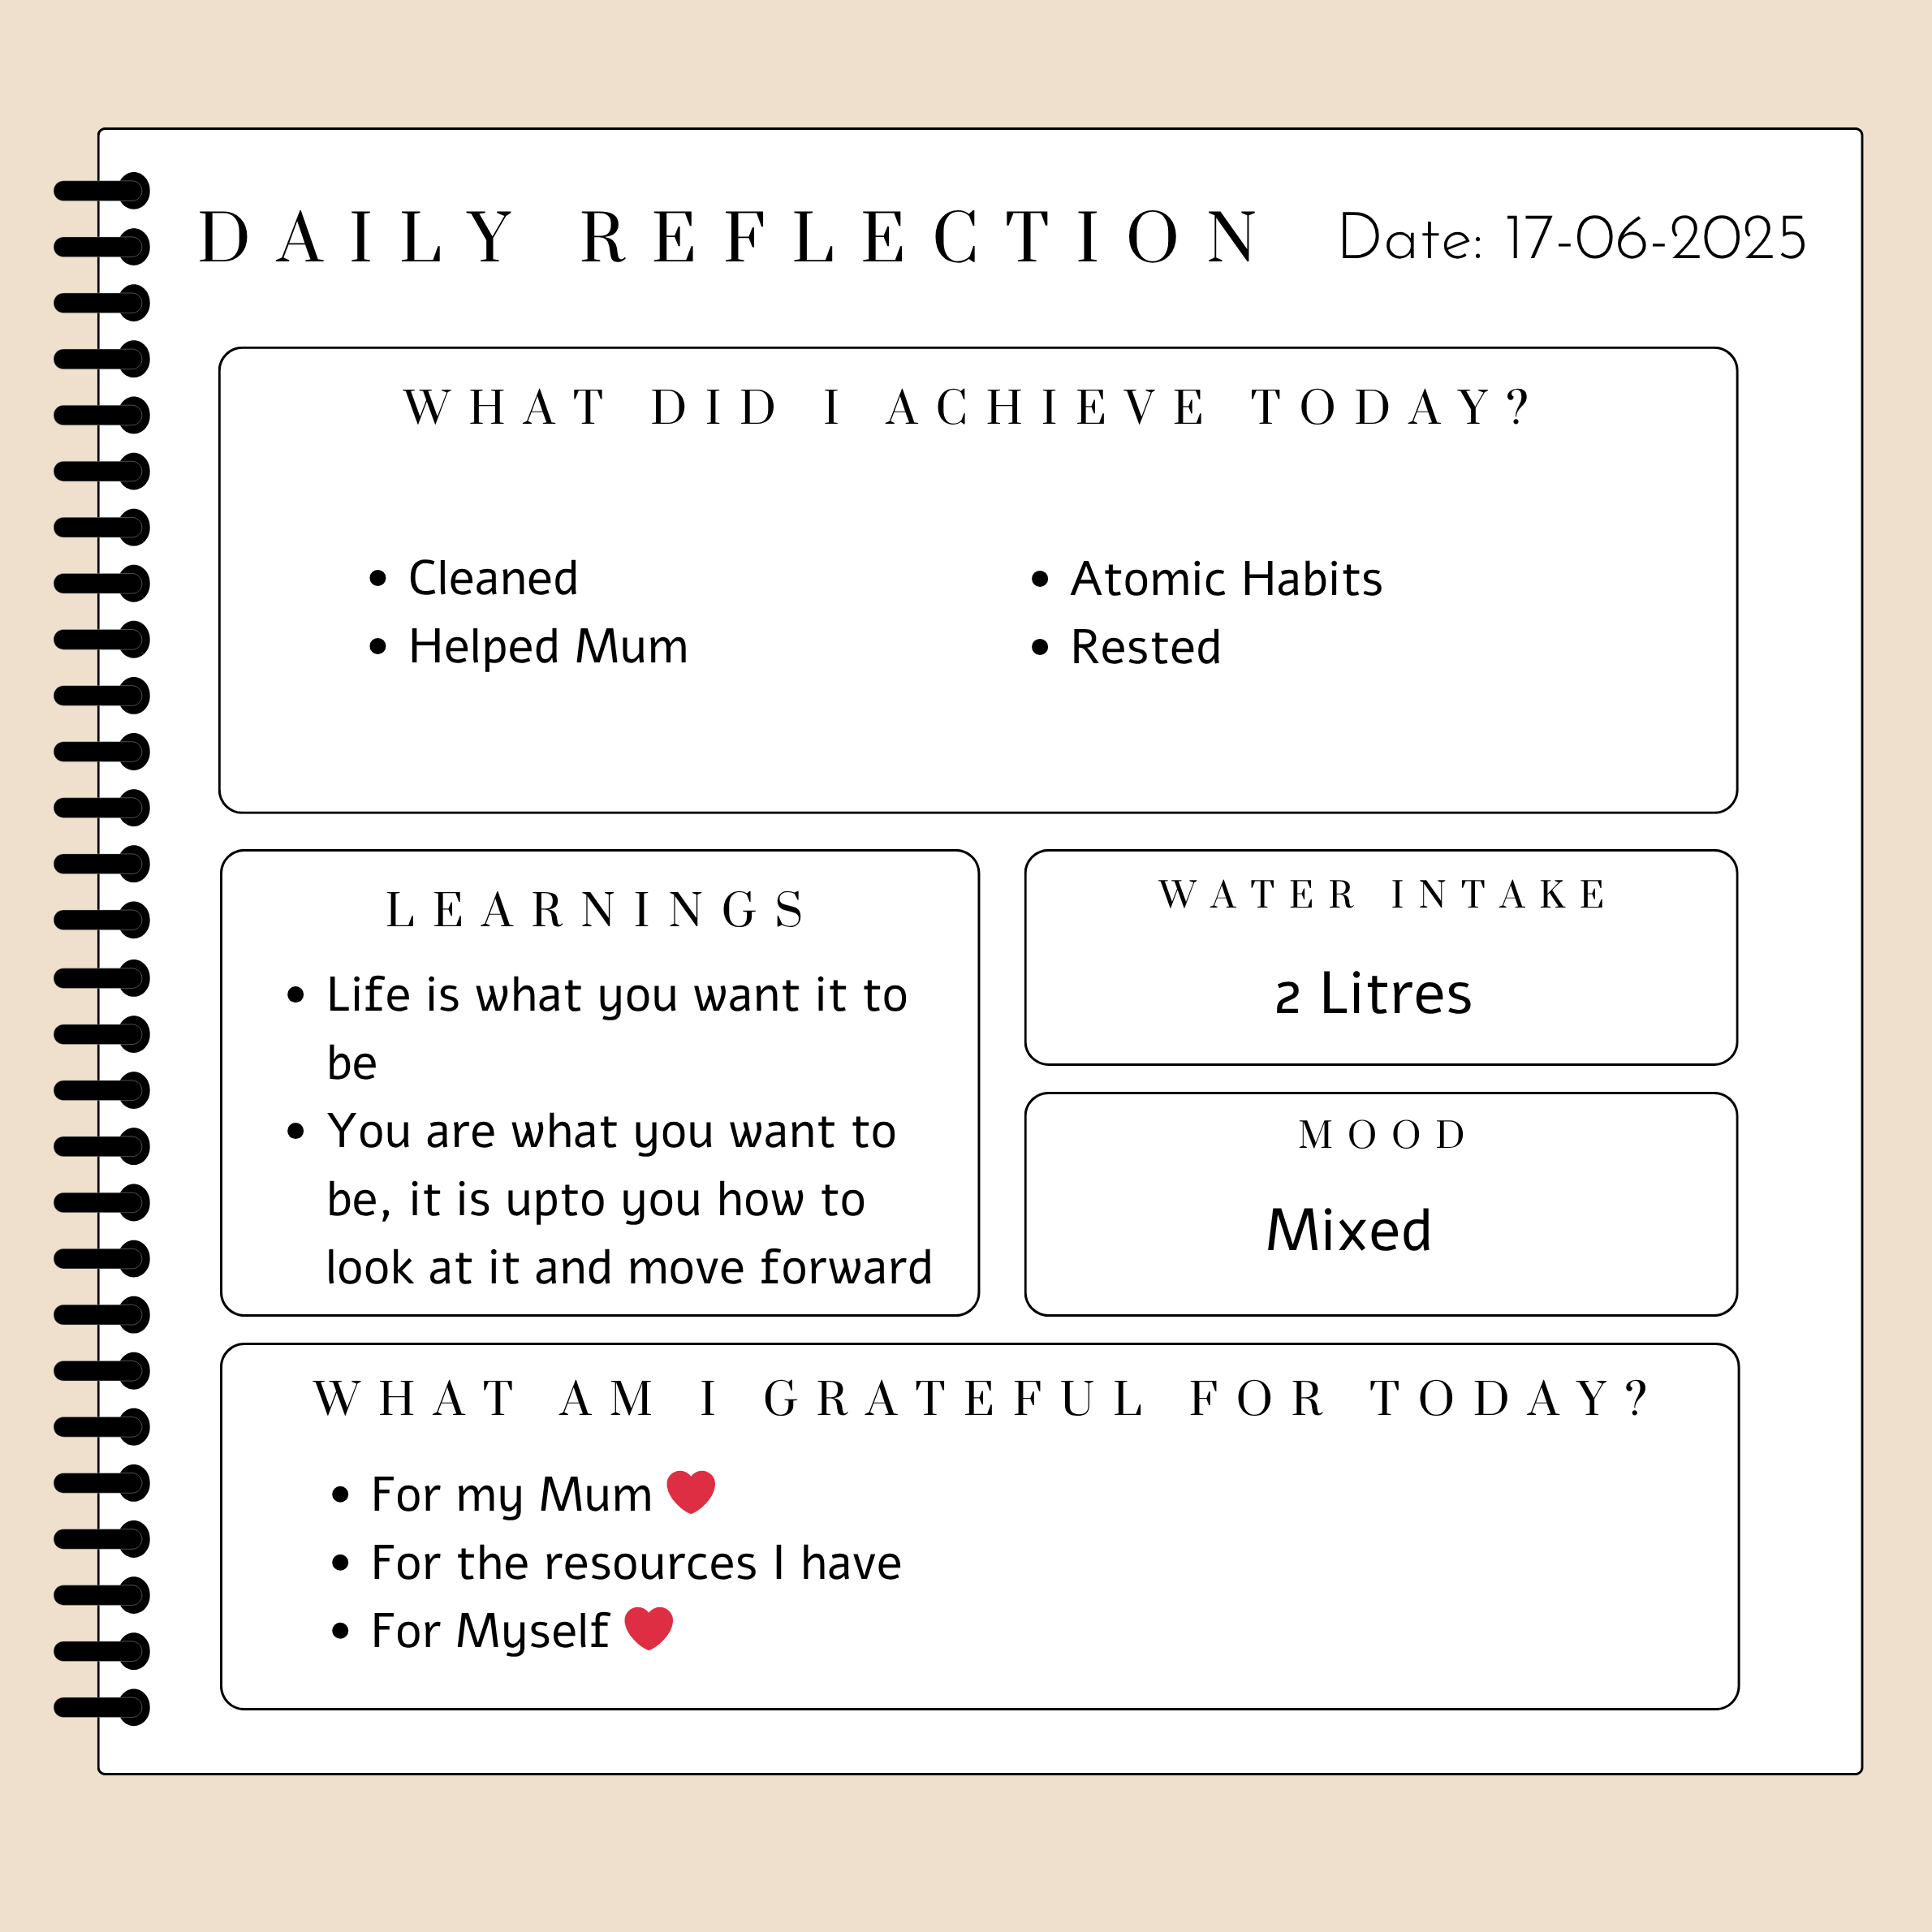 DAILY REFLECTION Date: 17-06-2025
WHAT DID I ACHIEVE TODAY?
• Cleaned
• Helped Mum
• Atomic Habits
• Rested
LEARNINGS
• Life is what you want it to
be
• You are what you want to
be, it is upto you how to
look at it and move forward
WATER INTAKE
2 Litres
MOOD
Mixed
WHAT AM I GRATEFUL FOR TODAY?
• For my Mum ❤️
• For the resources I have
• For Myself ❤️